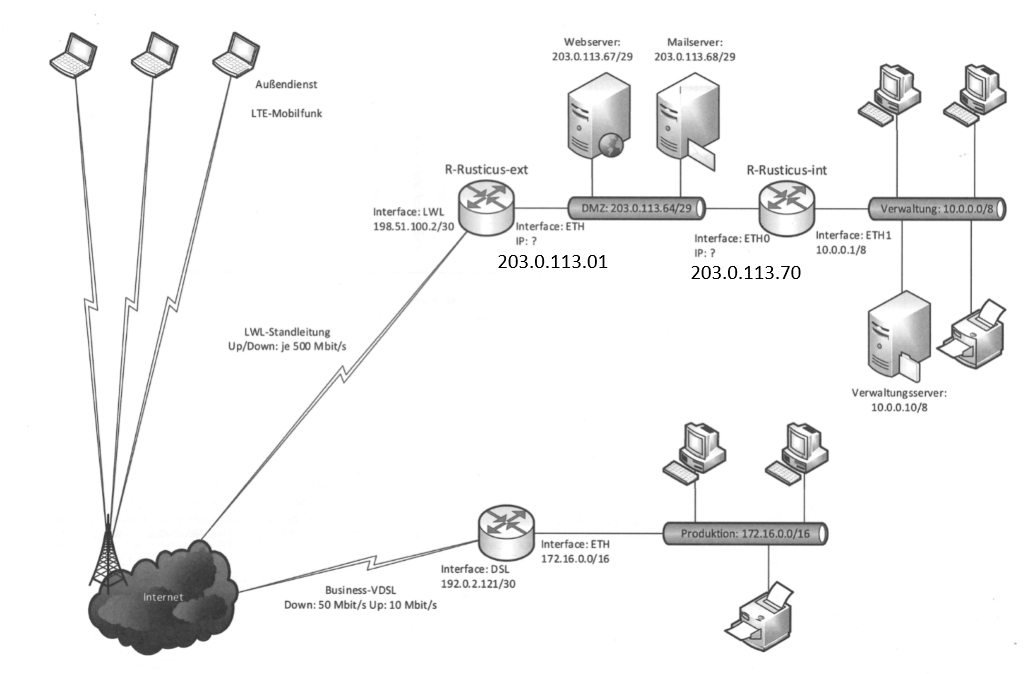 Außendienst
LTE-Mobilfunk
Webserver:
203.0.113.67/29
Mailserver:
203.0.113.68/29
R-Rusticus-ext
R-Rusticus-int
Interface: LWL
198.51.100.2/30
DMZ: 203.0.113.64/29
Verwaltung: 10.0.0.0/8
Interface: ETH
IP: ?
203.0.113.01
Interface: ETH0
IP: ?
203.0.113.70
Interface: ETH1
10.0.0.1/8
LWL-Standleitung
Up/Down: je 500 Mbit/s
Verwaltungsserver:
10.0.0.10/8
Produktion: 172.16.0.0/16
Interface: ETH
172.16.0.0/16
Interface: DSL
192.0.2.121/30
Business-VDSL
Down: 50 Mbit/s Up: 10 Mbit/s
Internet